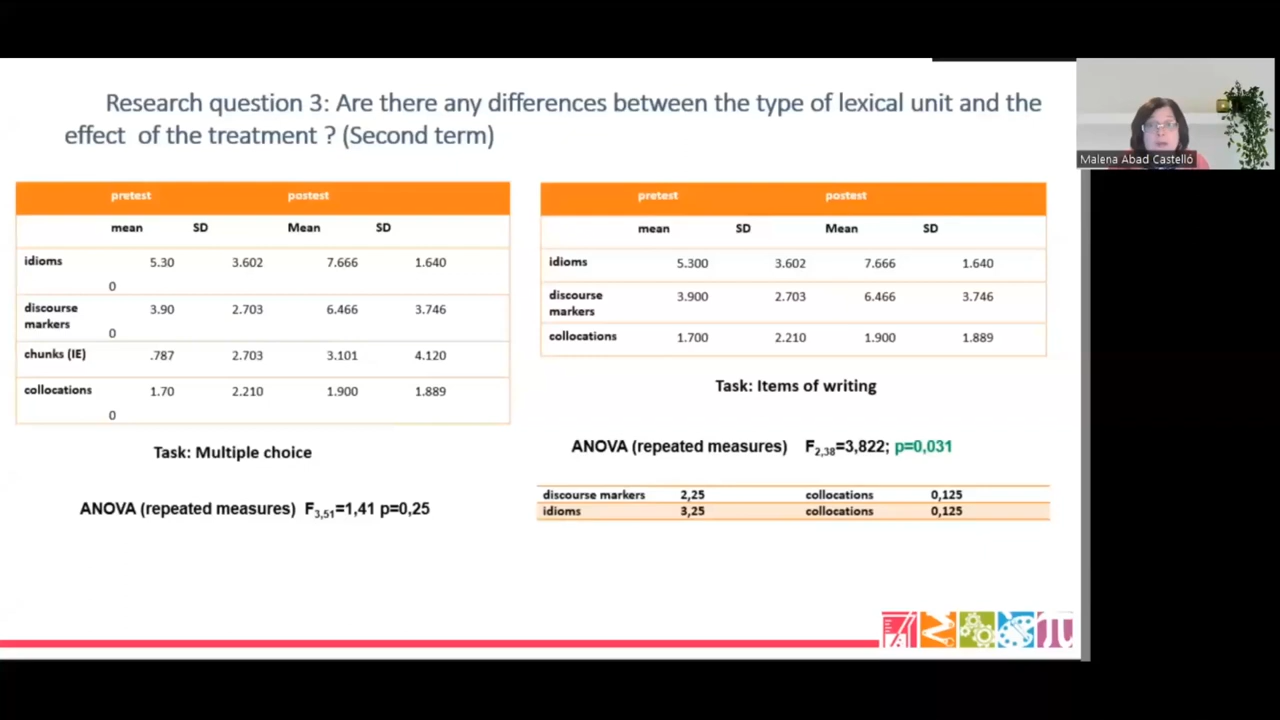 Research question 3: Are there any differences between the type of lexical unit and the
effect of the treatment ? (Second term)
Malena Abad Castelló
pretest postest
mean SD Mean SD
idioms 5.30 3.602 7.666 1.640
0
discourse 3.90 2.703 6.466 3.746
markers
0
chunks (IE) .787 2.703 3.101 4.120
collocations 1.70 2.210 1.900 1.889
0
Task: Multiple choice
ANOVA (repeated measures) F3,51=1,41 p=0,25
pretest postest
mean SD Mean SD
idioms 5.300 3.602 7.666 1.640
discourse 3.900 2.703 6.466 3.746
markers
collocations 1.700 2.210 1.900 1.889
Task: Items of writing
ANOVA (repeated measures) F2,38=3,822; p=0,031
discourse markers 2,25 collocations 0,125
idioms 3,25 collocations 0,125